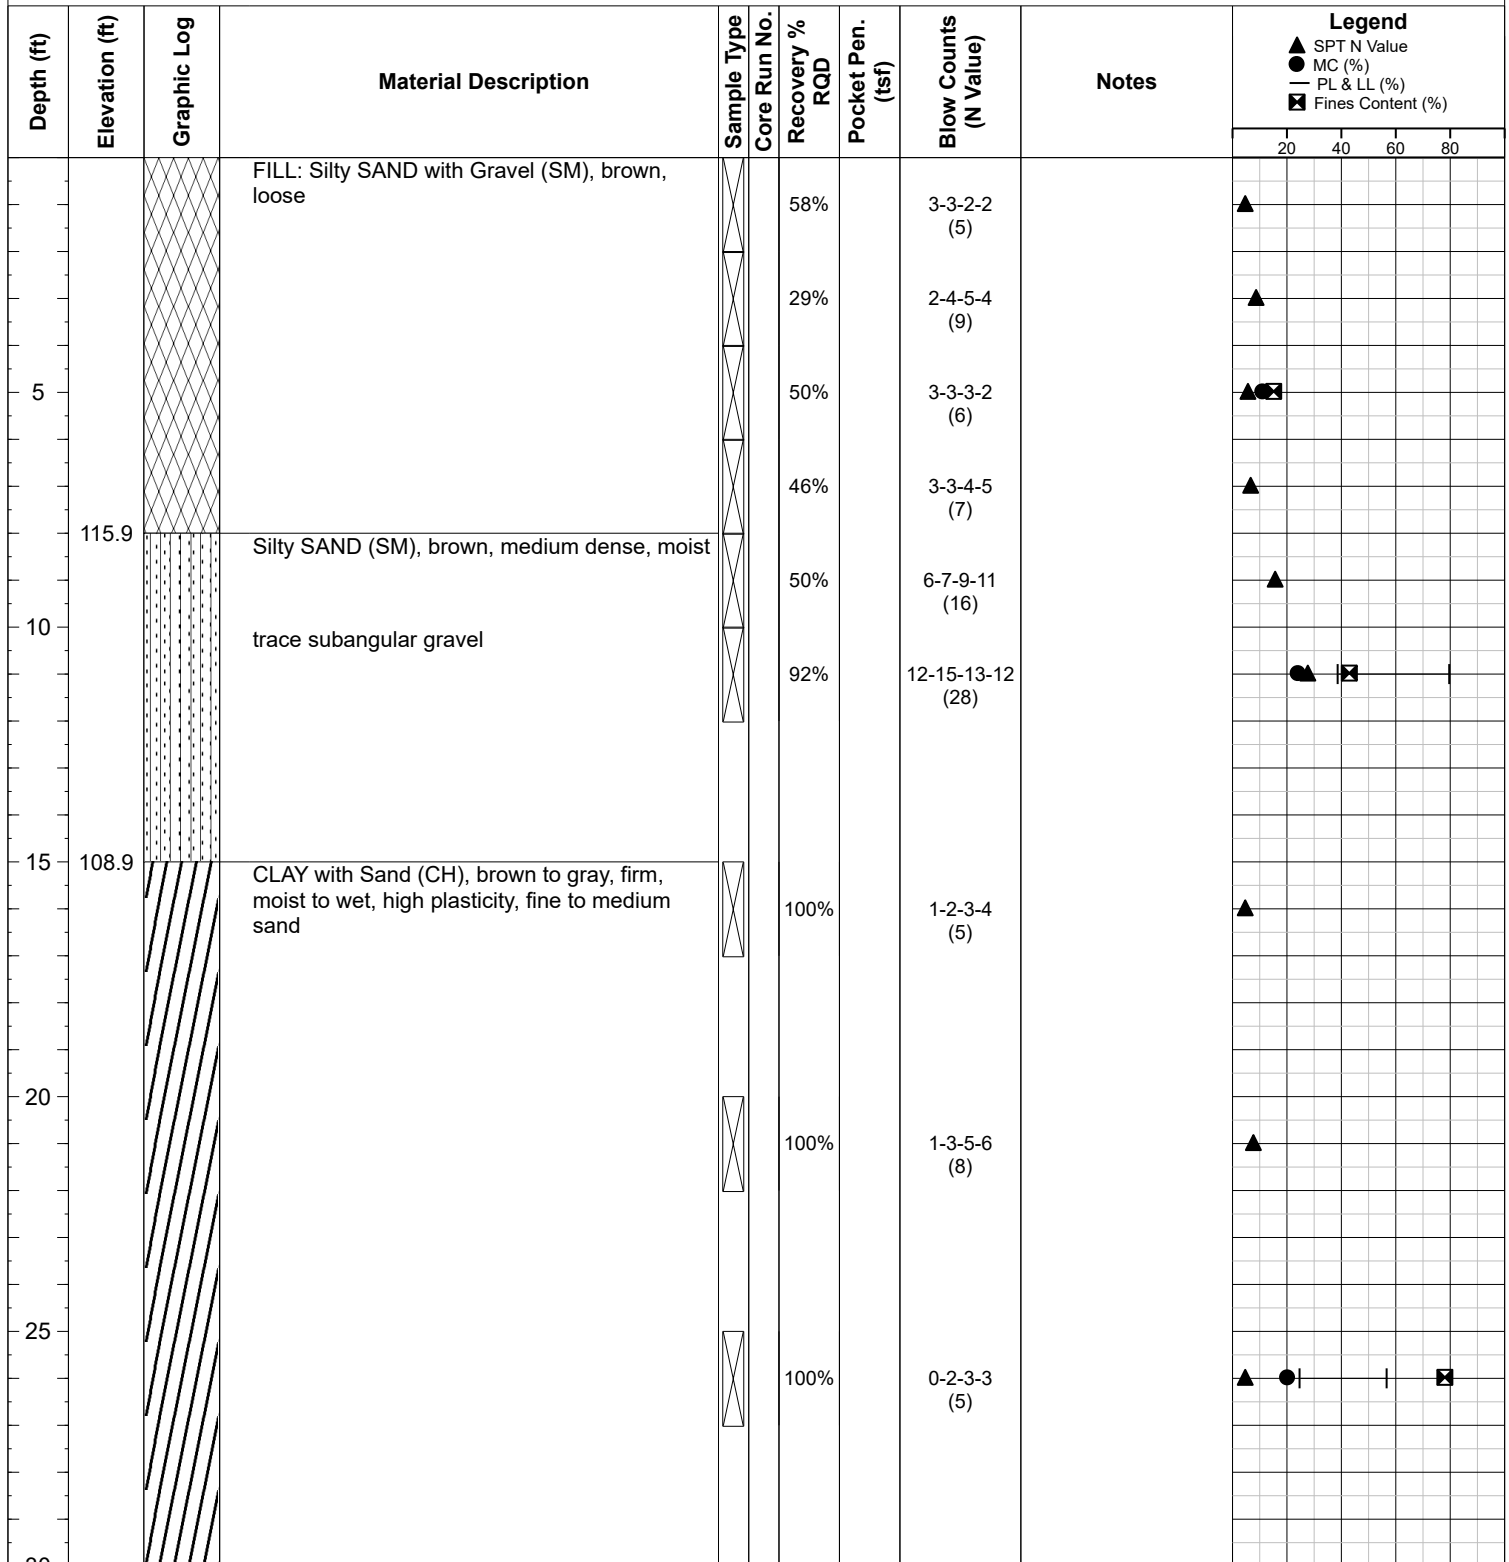 Depth (ft)
Elevation (ft)
Graphic Log
Material Description
Sample Type
Core Run No.
Recovery %
RQD
Pocket Pen.
(tsf)
Blow Counts
(N Value)
Notes
Legend
SPT N Value
MC (%)
PL & LL (%)
Fines Content (%)
20 40 60 80
FILL: Silty SAND with Gravel (SM), brown,
loose
58%
3-3-2-2
(5)
29%
2-4-5-4
(9)
5
50%
3-3-3-2
(6)
46%
3-3-4-5
(7)
115.9
Silty SAND (SM), brown, medium dense, moist
50%
6-7-9-11
(16)
10
trace subangular gravel
92%
12-15-13-12
(28)
15
108.9
CLAY with Sand (CH), brown to gray, firm,
moist to wet, high plasticity, fine to medium
sand
100%
1-2-3-4
(5)
20
100%
1-3-5-6
(8)
25
100%
0-2-3-3
(5)